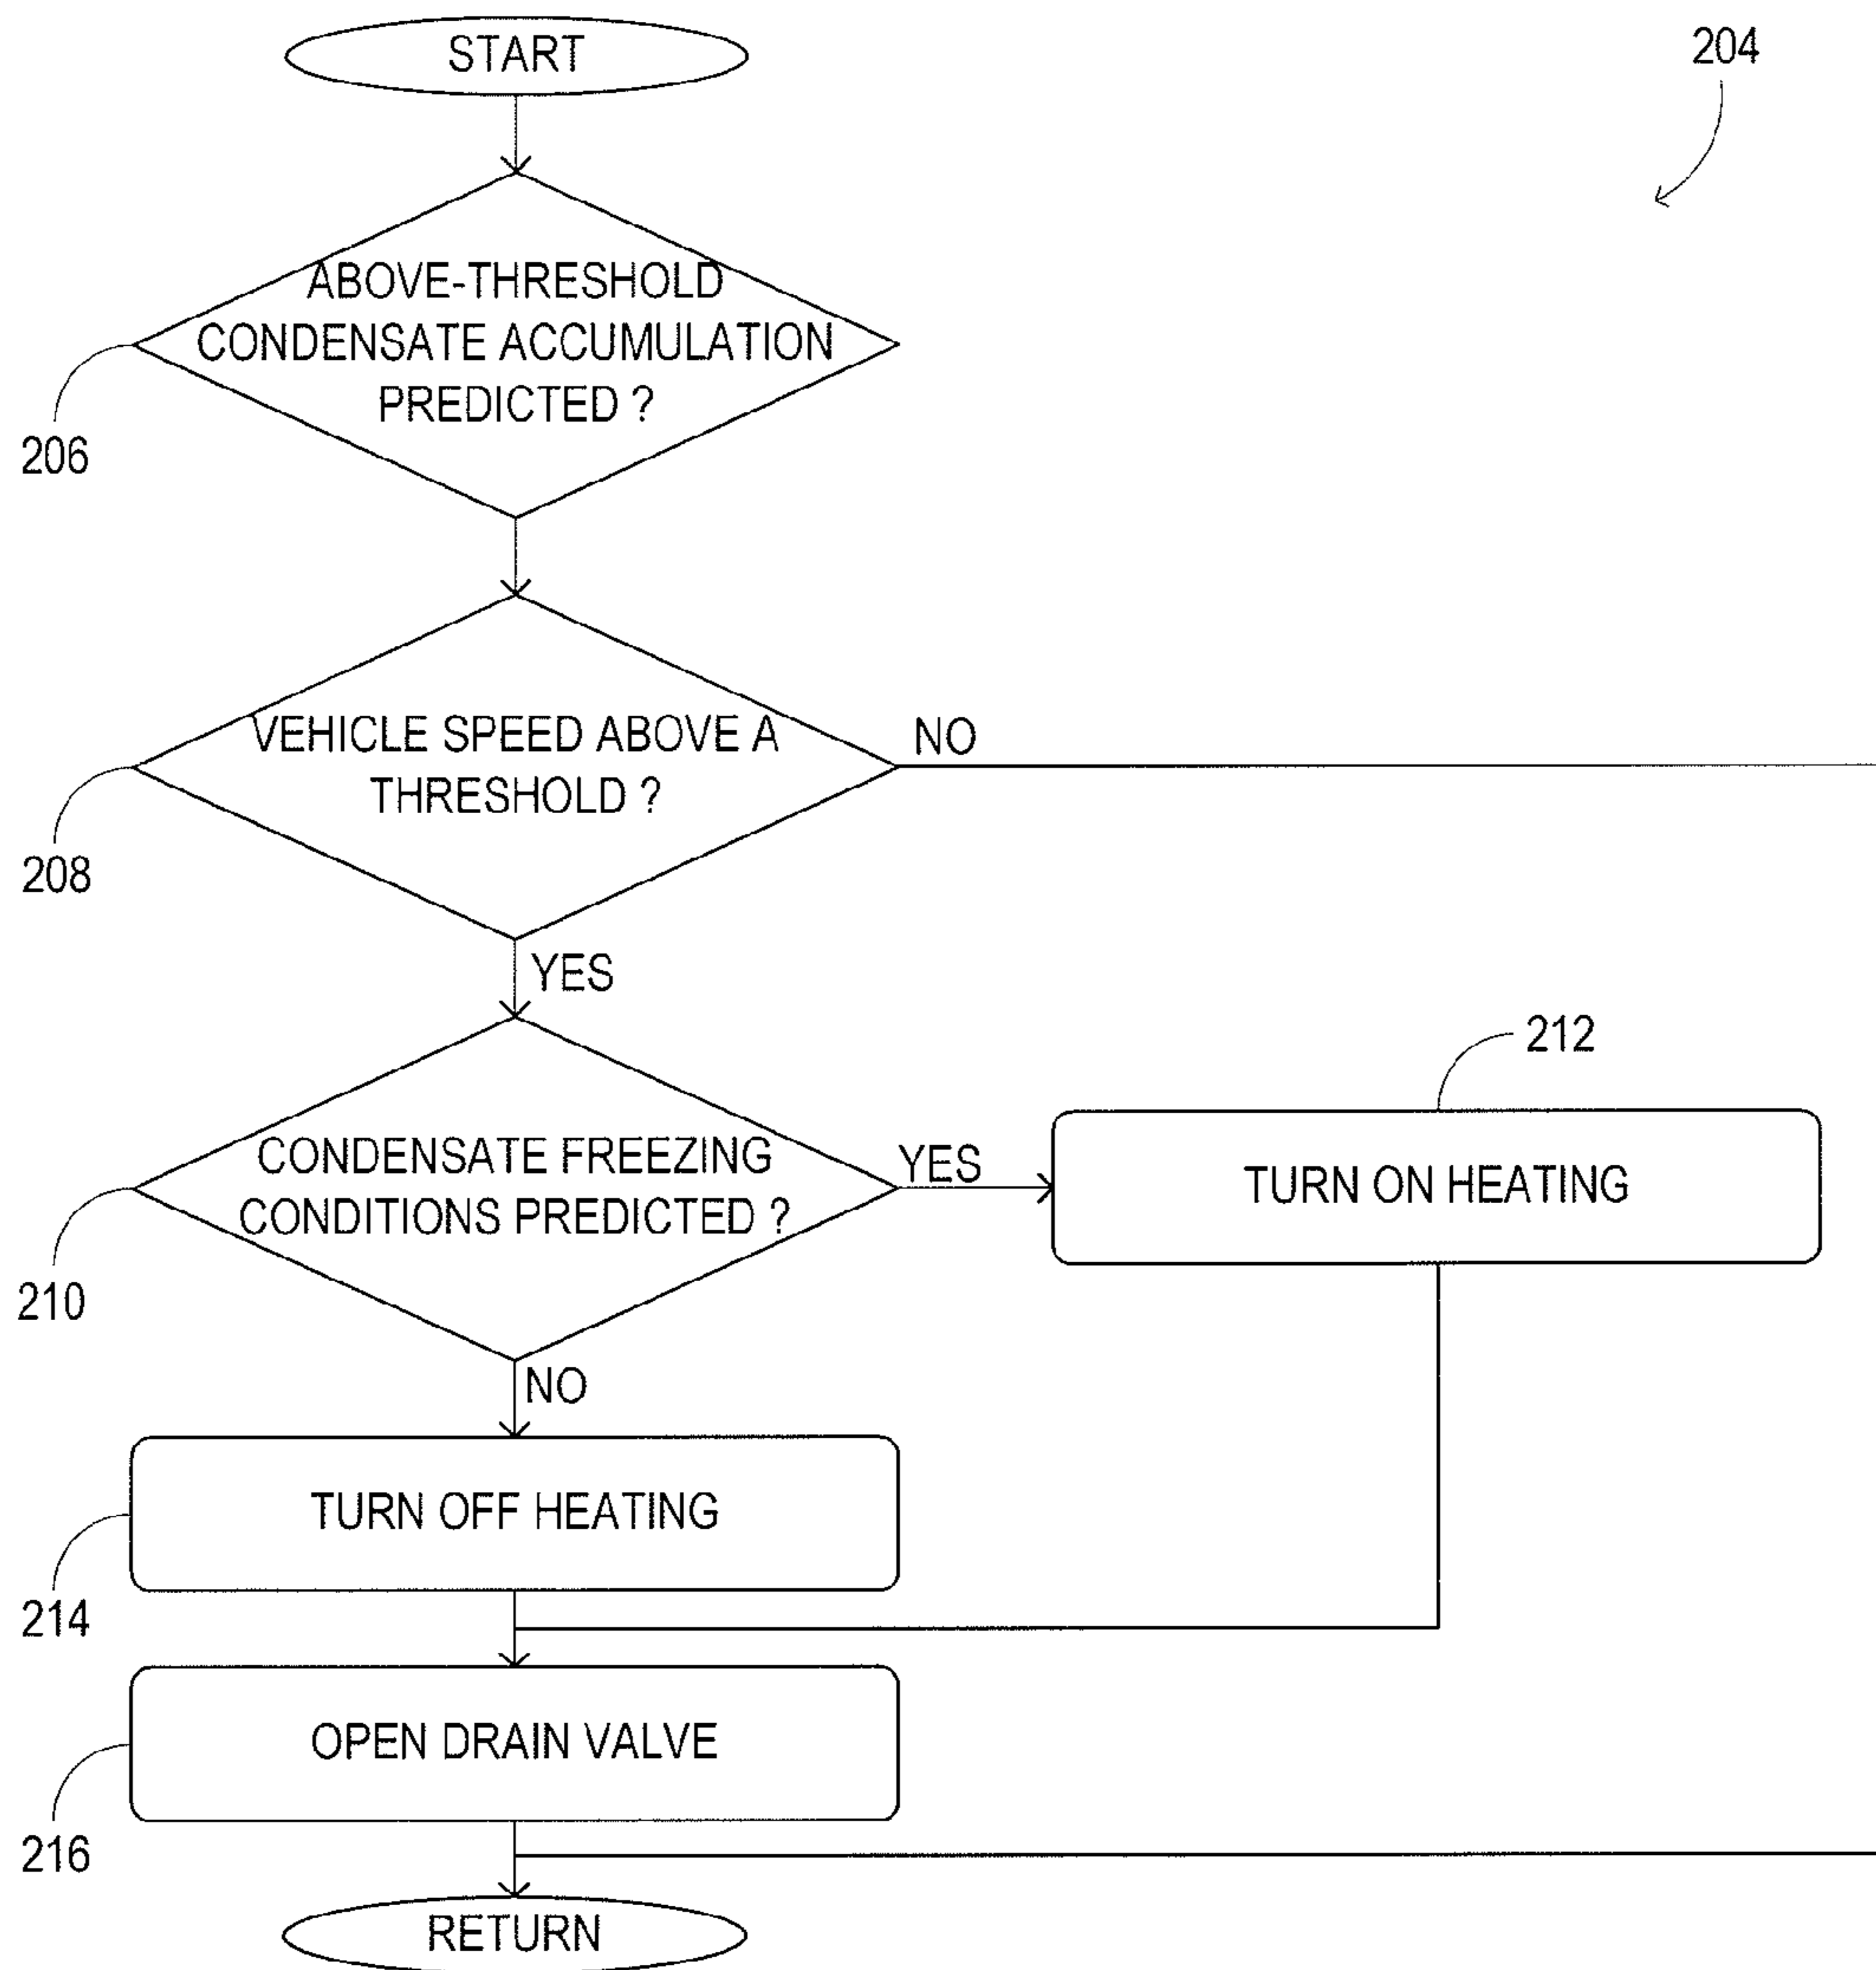 START
204
ABOVE-THRESHOLD
CONDENSATE ACCUMULATION
PREDICTED ?
206
VEHICLE SPEED ABOVE A
THRESHOLD ?
NO
208
YES
212
CONDENSATE FREEZING
CONDITIONS PREDICTED ?
YES
TURN ON HEATING
210
NO
TURN OFF HEATING
214
OPEN DRAIN VALVE
216
RETURN